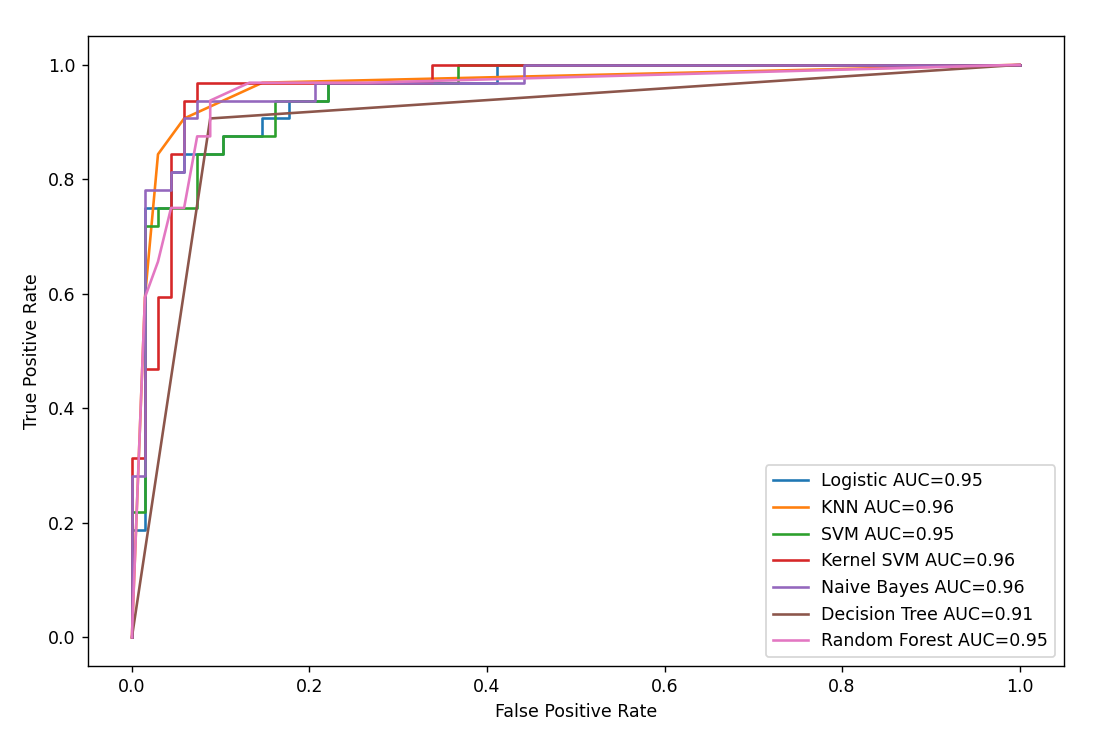 1.0
0.8
0.6
0.4
0.2
0.0
True Positive Rate
0.0 0.2 0.4 0.6 0.8 1.0
False Positive Rate
Logistic AUC=0.95
KNN AUC=0.96
SVM AUC=0.95
Kernel SVM AUC=0.96
Naive Bayes AUC=0.96
Decision Tree AUC=0.91
Random Forest AUC=0.95